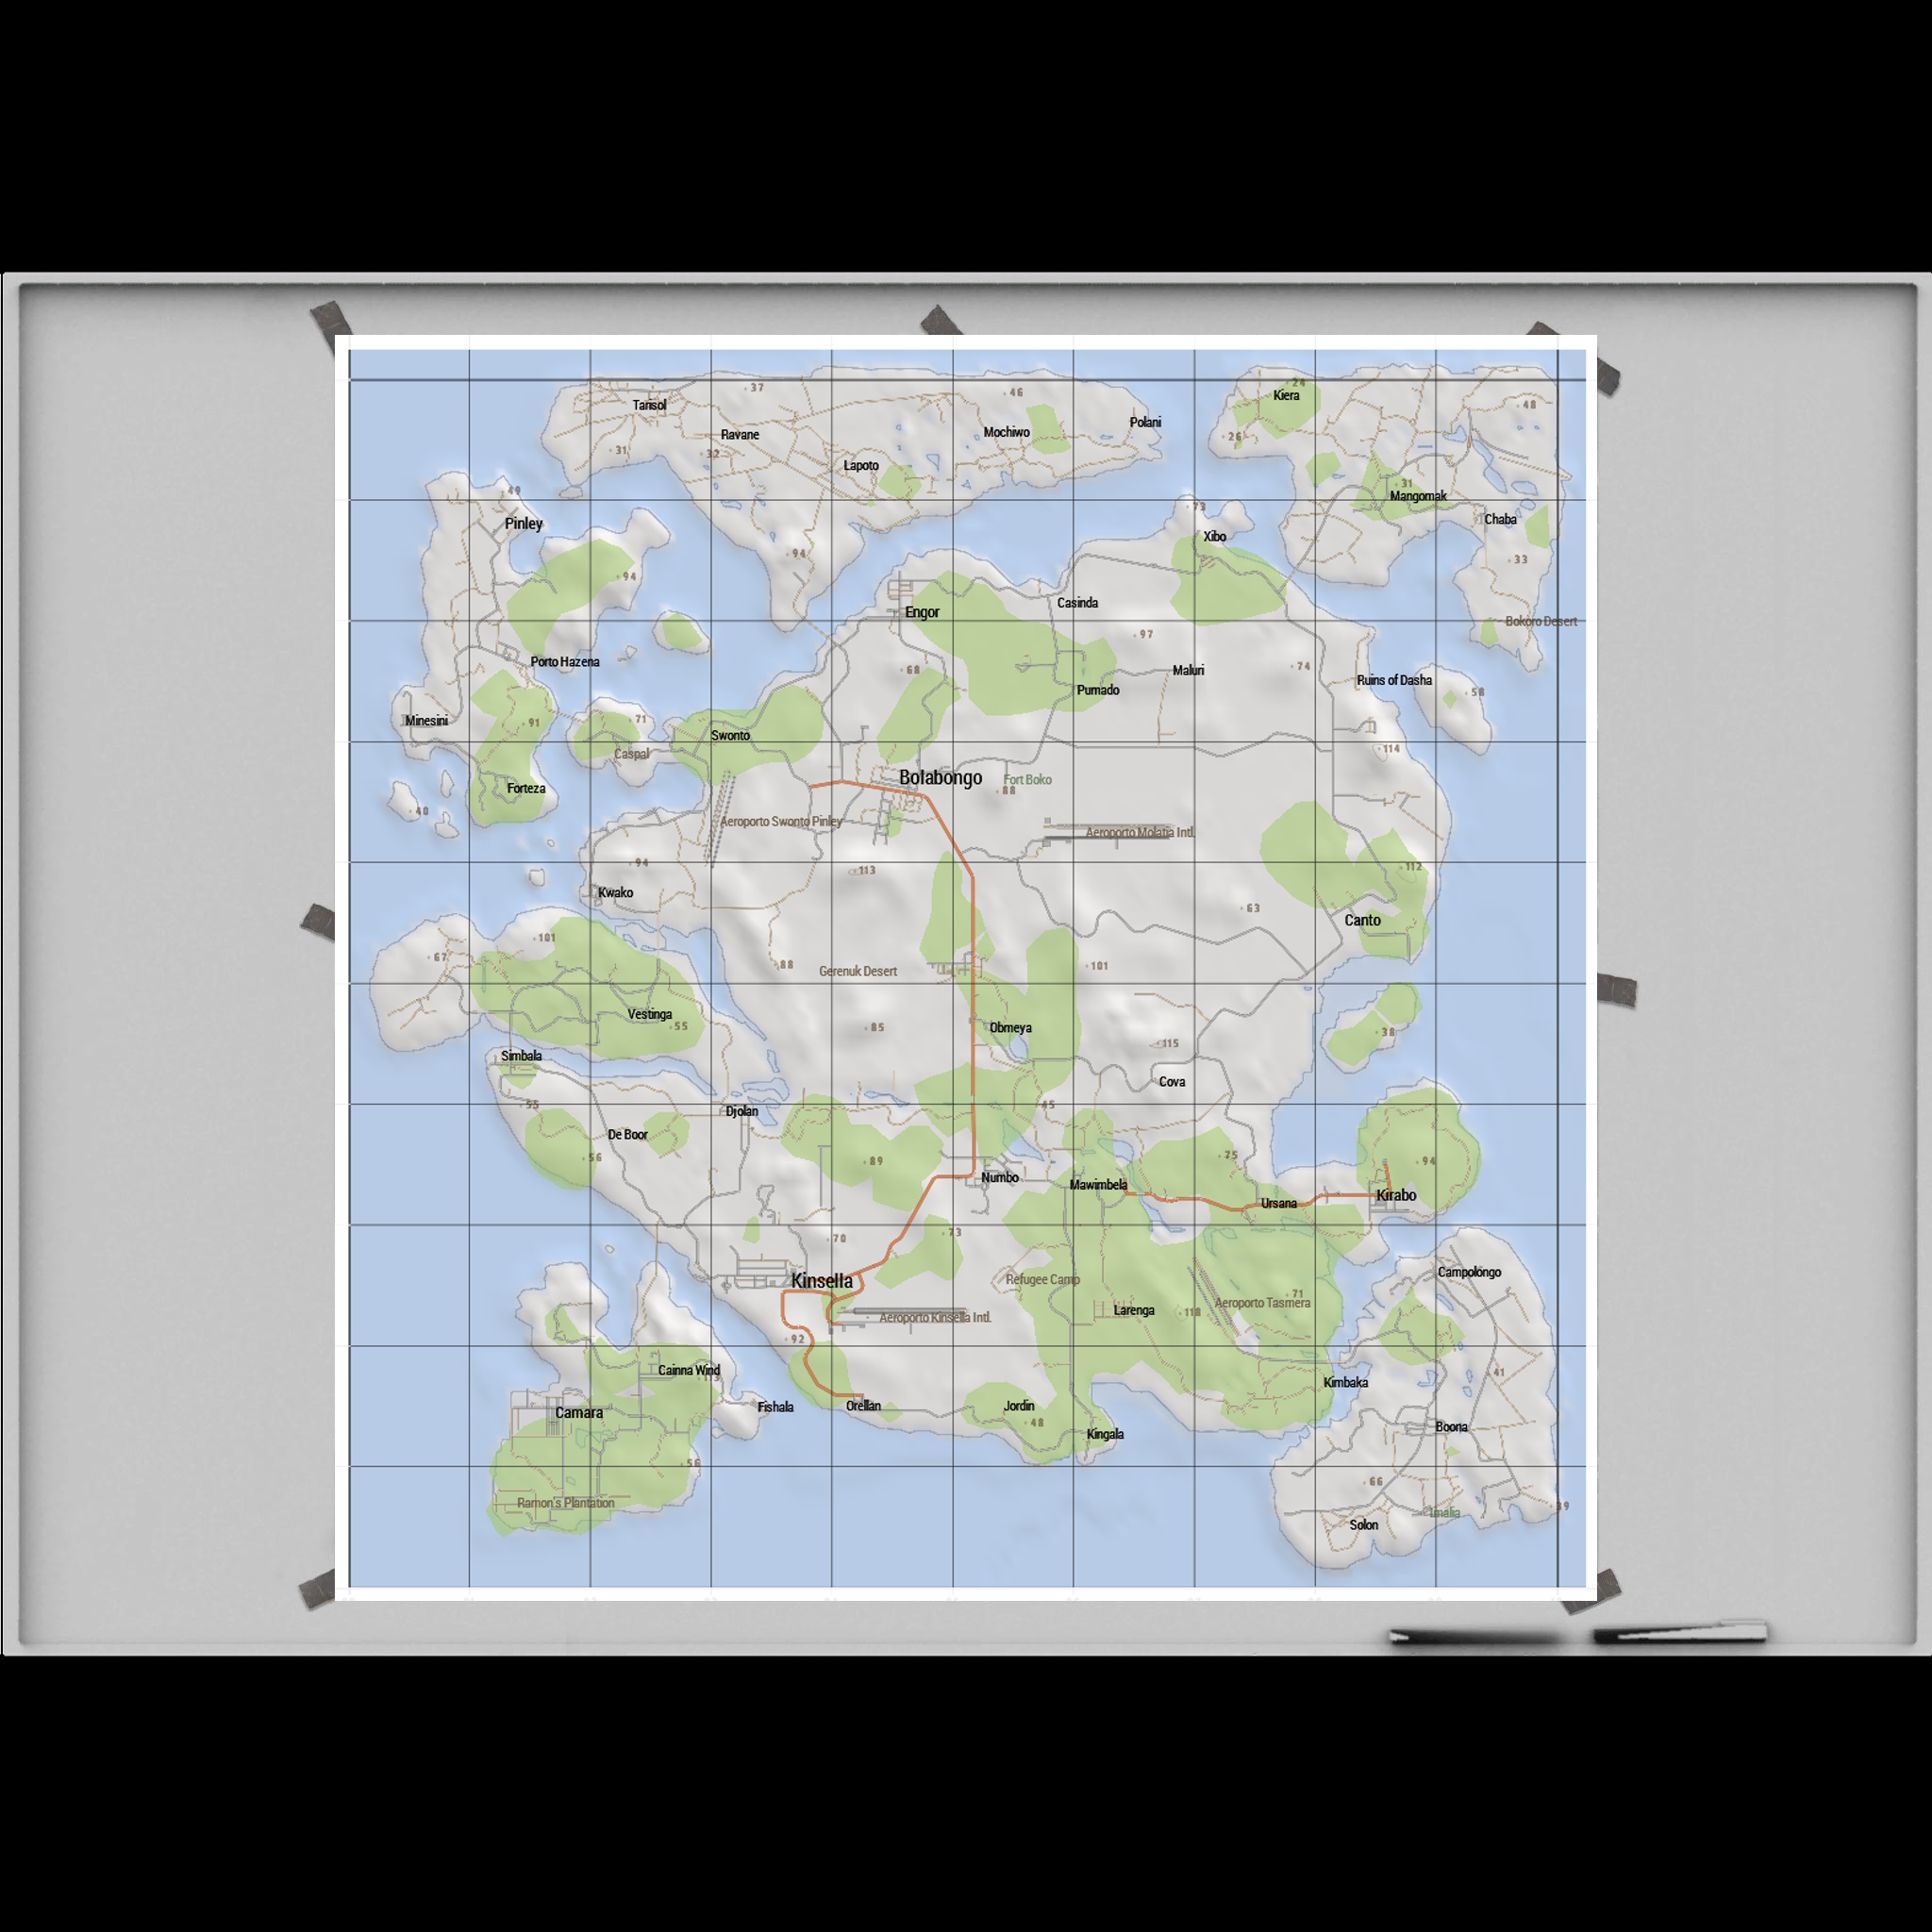 24
37
Kiera
46
Tarisol
48
Polani
Mochiwo
Ravane
26
31
32
Lapoto
31
49
Mangomak
73
Chaba
Pinley
Xibo
94
33
94
Casinda
Engor
Bokoro Desert
97
Porto Hazena
74
68
Maluri
Ruins of Dasha
Pumado
58
Minesini
71
91
Swonto
114
Caspal
Bolabongo
Fort Boko
Forteza
88
40
Aeroporto Swonto Pinley
Aeroporto Molatia Intl.
94
113
112
Kwako
63
Canto
101
67
88
101
Gerenuk Desert
Vestinga
55
85
Obmeya
38
115
Simbala
Cova
55
45
Djolan
De Boor
56
89
75
94
Numbo
Mawimbela
Kirabo
Ursana
70
73
Campolongo
Kinsella
Refugee Camp
71
Aeroporto Tasmera
Larenga
118
Aeroporto Kinsella Intl.
92
Cainna Wind
41
Kimbaka
Fishala
Orellan
Jordin
Camara
48
Boona
Kingala
56
66
Ramon's Plantation
39
Imalia
Solon